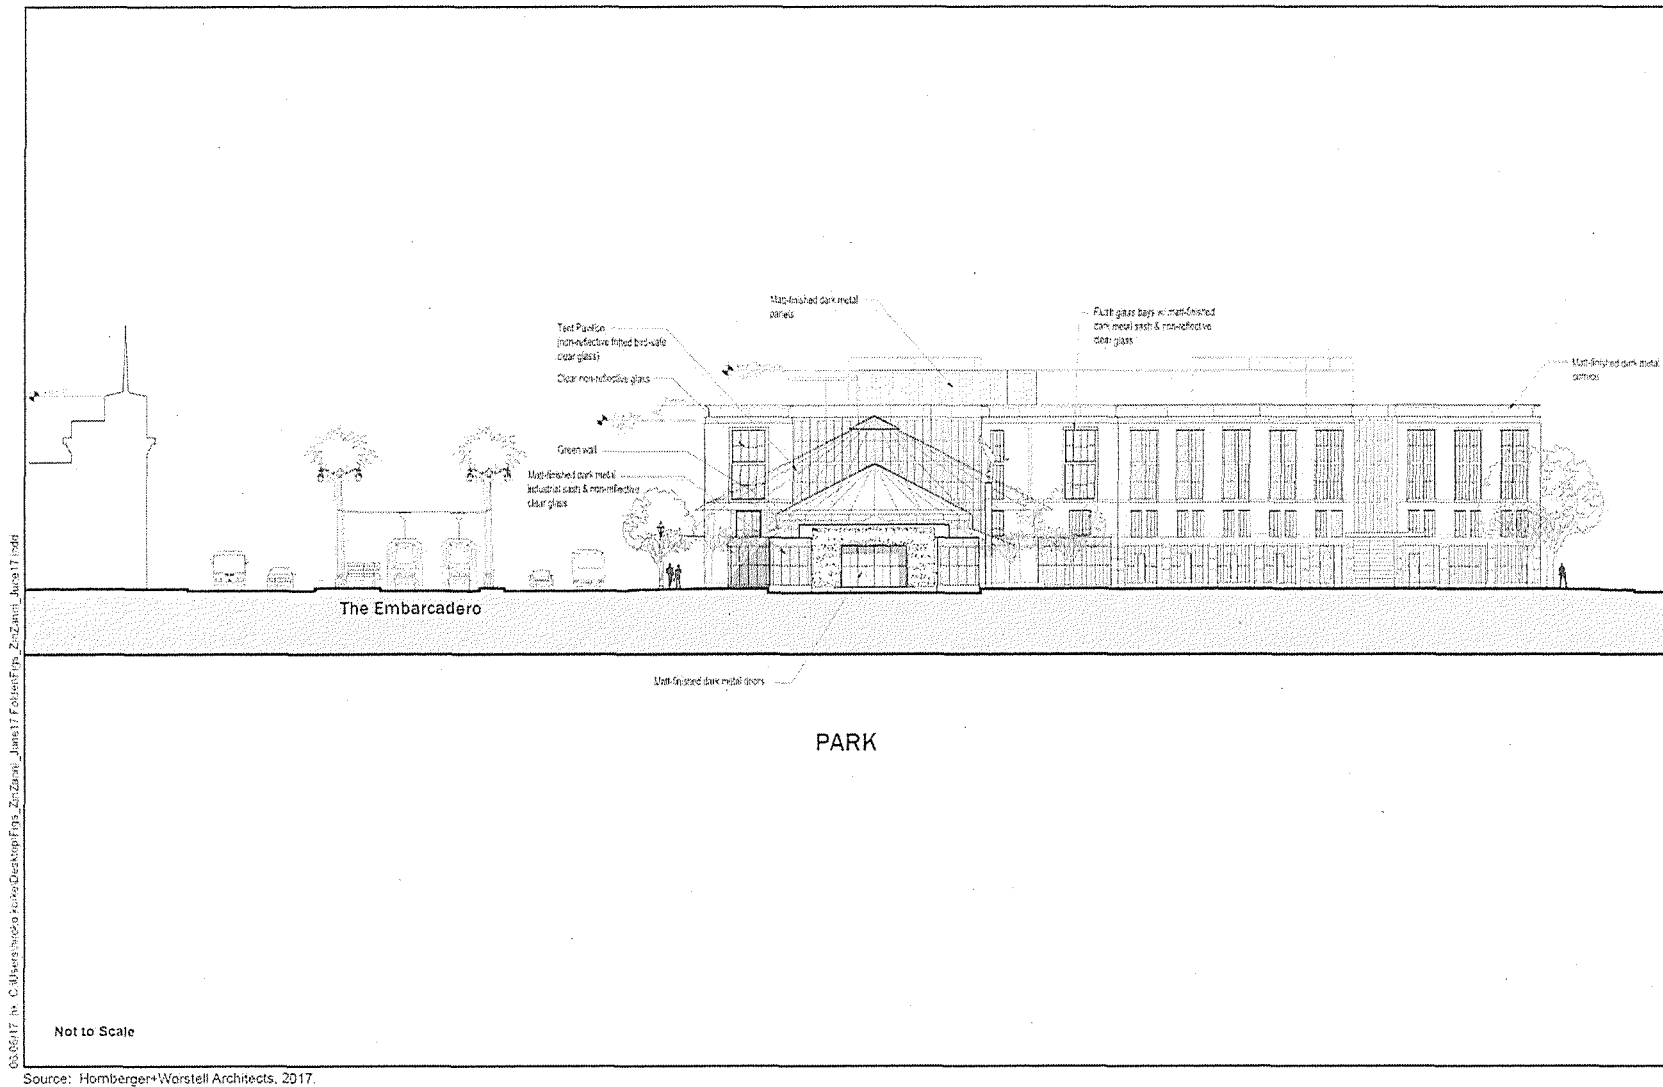 Matt-finished dark metal
panels
Flush glass bays w/ matt-finished
dark metal sash & non-reflective
clear glass
Tent Pavilion
(non-reflective fritted bird-safe
clear glass)
Clear non-reflective glass
Matt-finished dark metal
Green wall
Matt-finished dark metal
industrial sash & non-reflective
clear glass
The Embarcadero
Matt-finished dark metal doors
PARK
Not to Scale
Source: Hornberger+Worstell Architects, 2017.